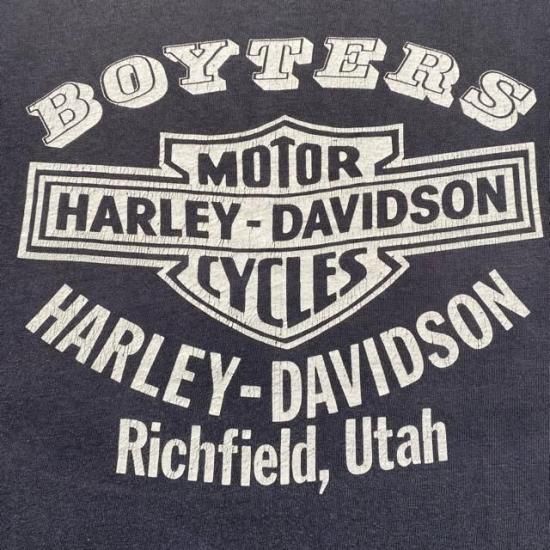 BOYTERS
MOTOR
HARLEY-DAVIDSON
CYCLES
HARLEY-DAVIDSON
Richfield, Utah